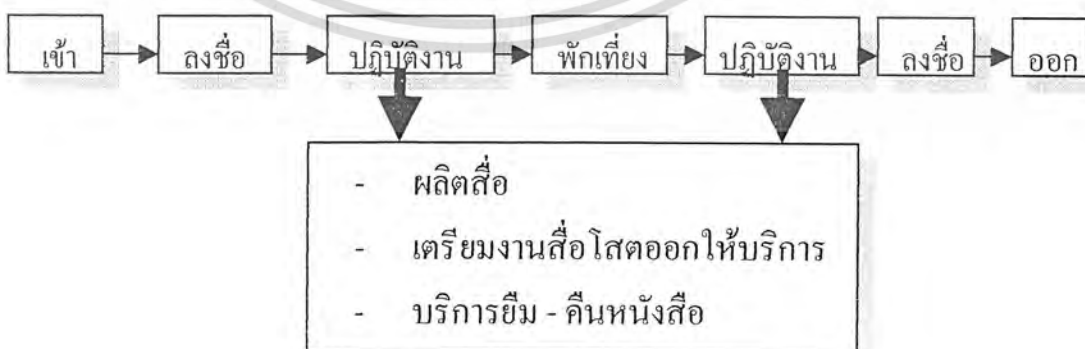 เข้า ลงชื่อ ปฏิบัติงาน พักเที่ยง ปฏิบัติงาน ลงชื่อ ออก
- ผลิตสื่อ
- เตรียมงานสื่อโสตออกให้บริการ
- บริการยืม - คืนหนังสือ